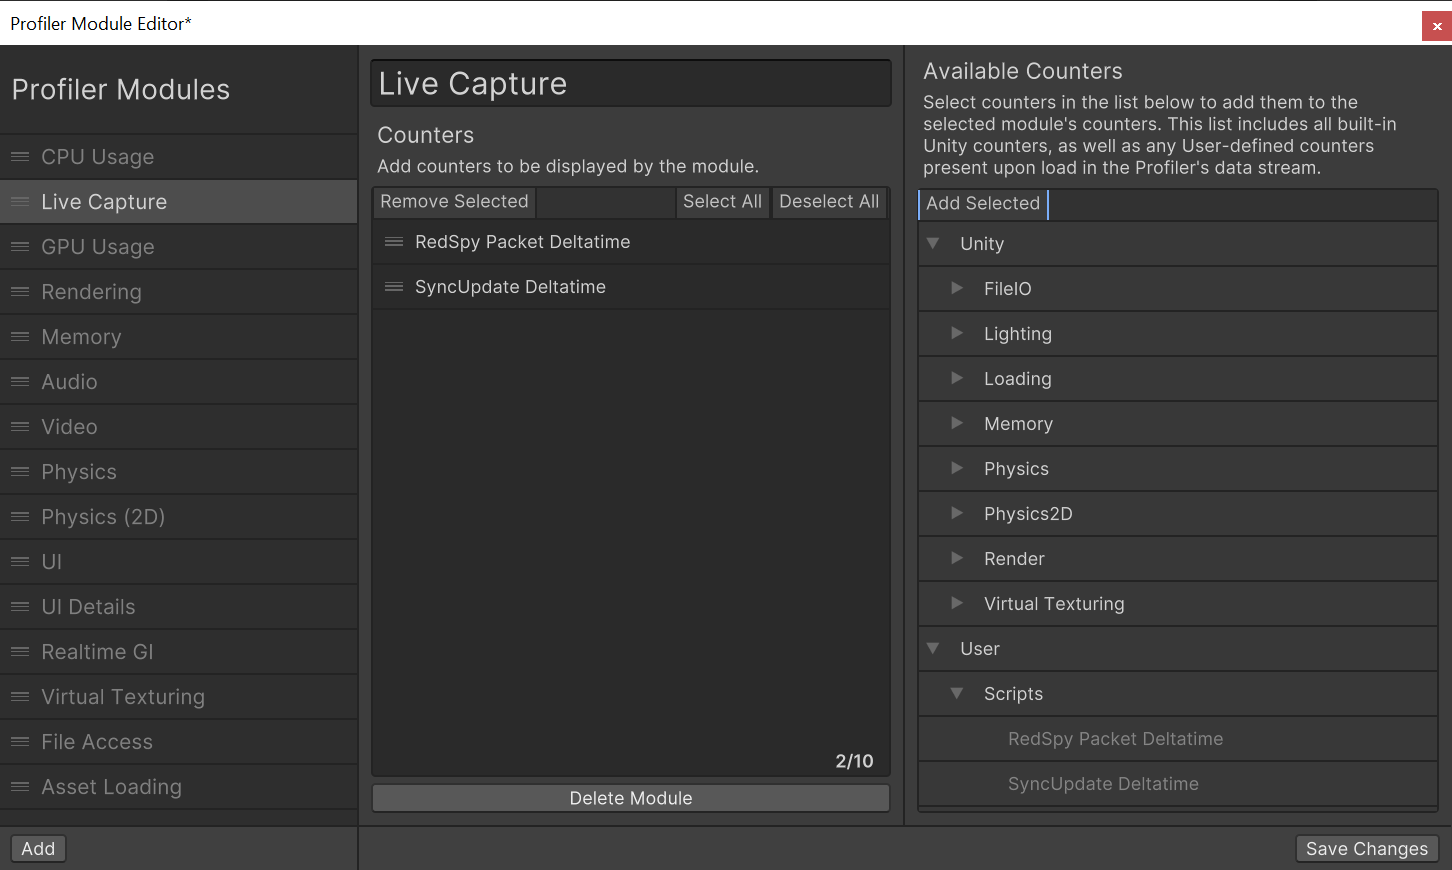 Profiler Module Editor*
Profiler Modules
CPU Usage
Live Capture
GPU Usage
Rendering
Memory
Audio
Video
Physics
Physics (2D)
UI
UI Details
Realtime GI
Virtual Texturing
File Access
Asset Loading
Add
Live Capture
Counters
Add counters to be displayed by the module.
Remove Selected
Select All
Deselect All
RedSpy Packet Deltatime
SyncUpdate Deltatime
2/10
Delete Module
Available Counters
Select counters in the list below to add them to the
selected module's counters. This list includes all built-in
Unity counters, as well as any User-defined counters
present upon load in the Profiler's data stream.
Add Selected
Unity
FileIO
Lighting
Loading
Memory
Physics
Physics2D
Render
Virtual Texturing
User
Scripts
RedSpy Packet Deltatime
SyncUpdate Deltatime
Save Changes